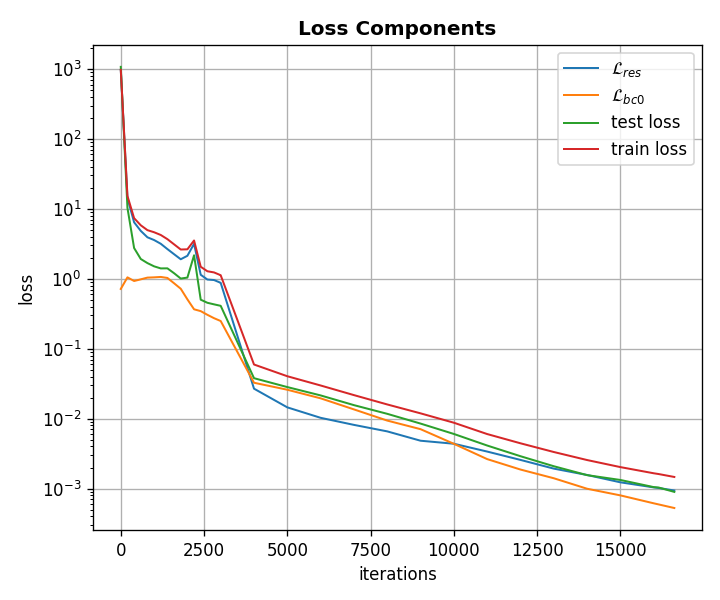 Loss Components
loss
10³
10²
10¹
10⁰
10⁻¹
10⁻²
10⁻³
ℒ_res
ℒ_bc0
test loss
train loss
0 2500 5000 7500 10000 12500 15000
iterations